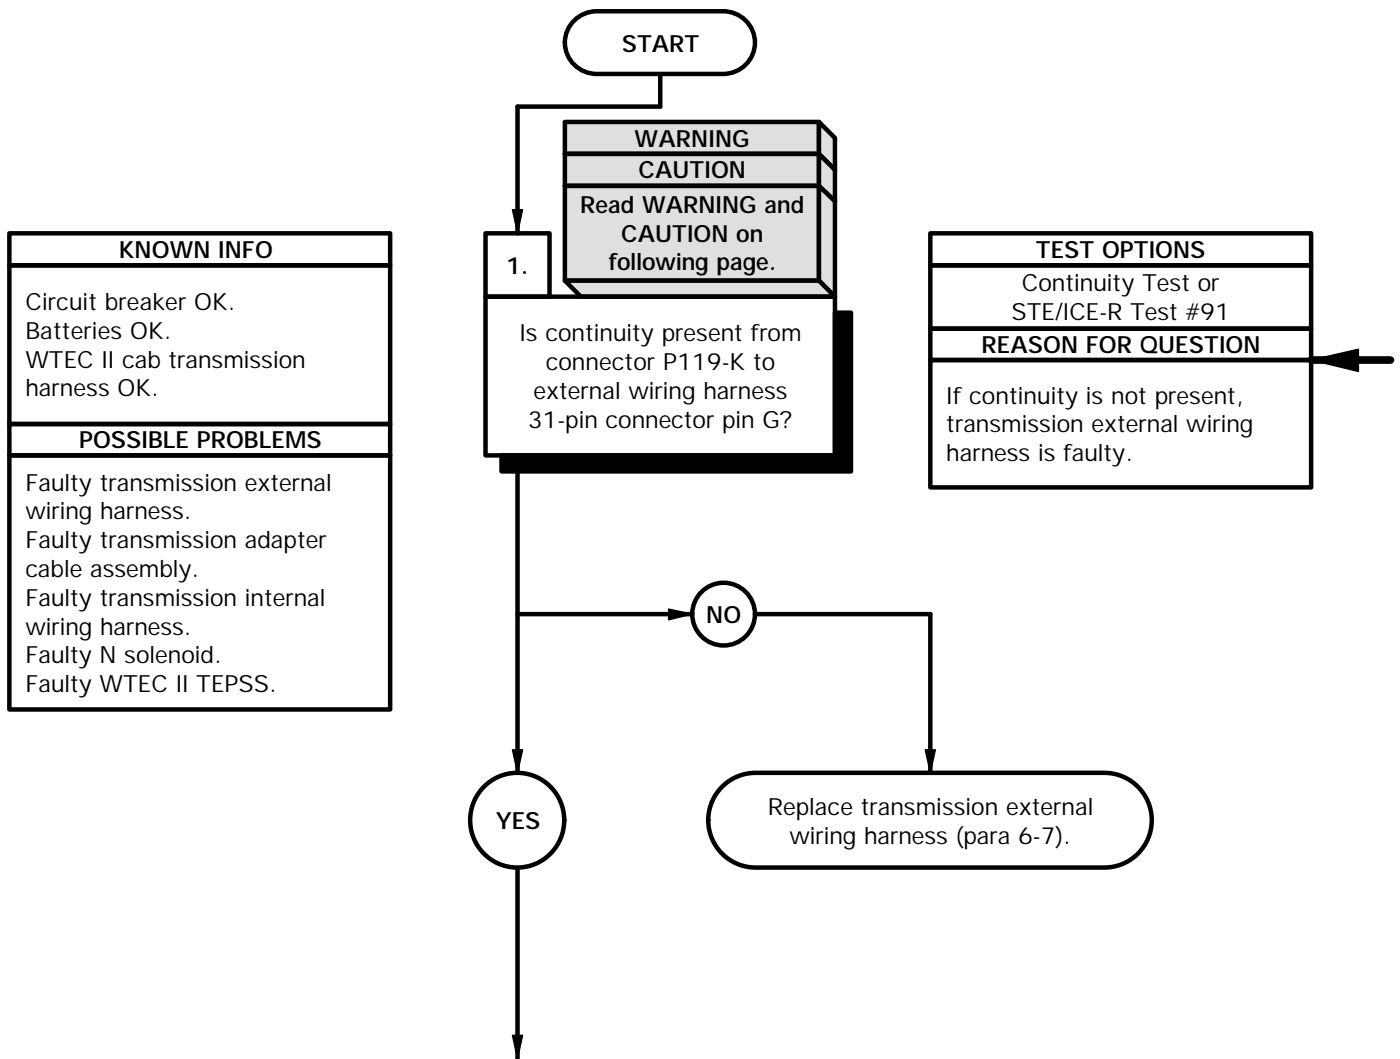 START
WARNING
CAUTION
Read WARNING and
CAUTION on
following page.
KNOWN INFO
Circuit breaker OK.
Batteries OK.
WTEC II cab transmission
harness OK.
POSSIBLE PROBLEMS
Faulty transmission external
wiring harness.
Faulty transmission adapter
cable assembly.
Faulty transmission internal
wiring harness.
Faulty N solenoid.
Faulty WTEC II TEPSS.
1.
Is continuity present from
connector P119-K to
external wiring harness
31-pin connector pin G?
TEST OPTIONS
Continuity Test or
STE/ICE-R Test #91
REASON FOR QUESTION
If continuity is not present,
transmission external wiring
harness is faulty.
NO
YES
Replace transmission external
wiring harness (para 6-7).